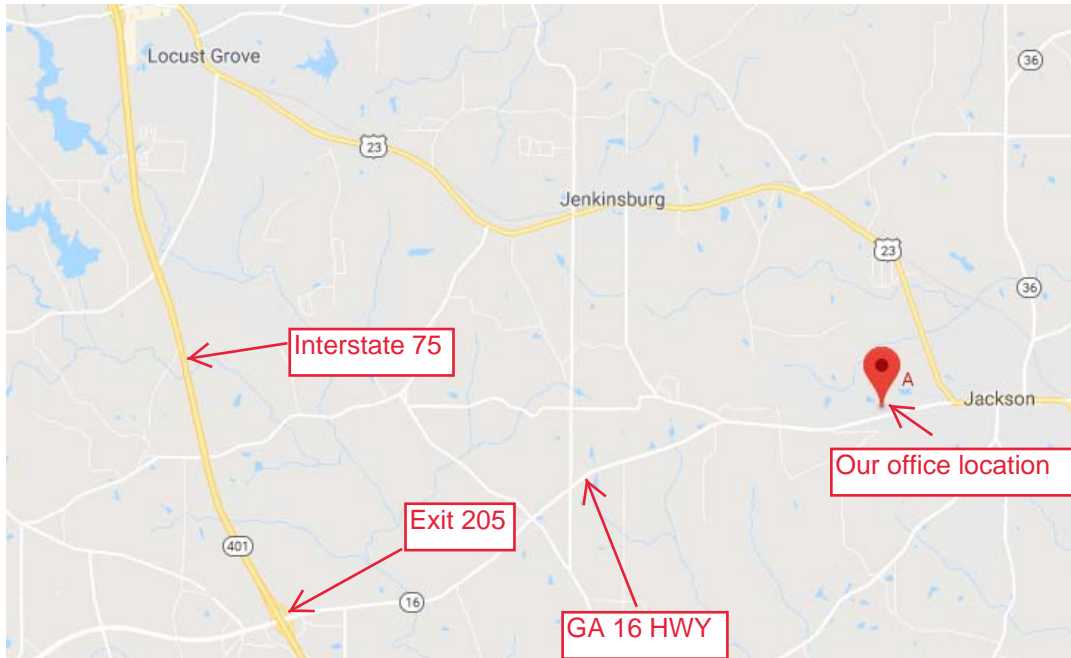 Locust Grove
36
23
Jenkinsburg
23
36
Interstate 75
A
Jackson
Our office location
Exit 205
401
16
GA 16 HWY